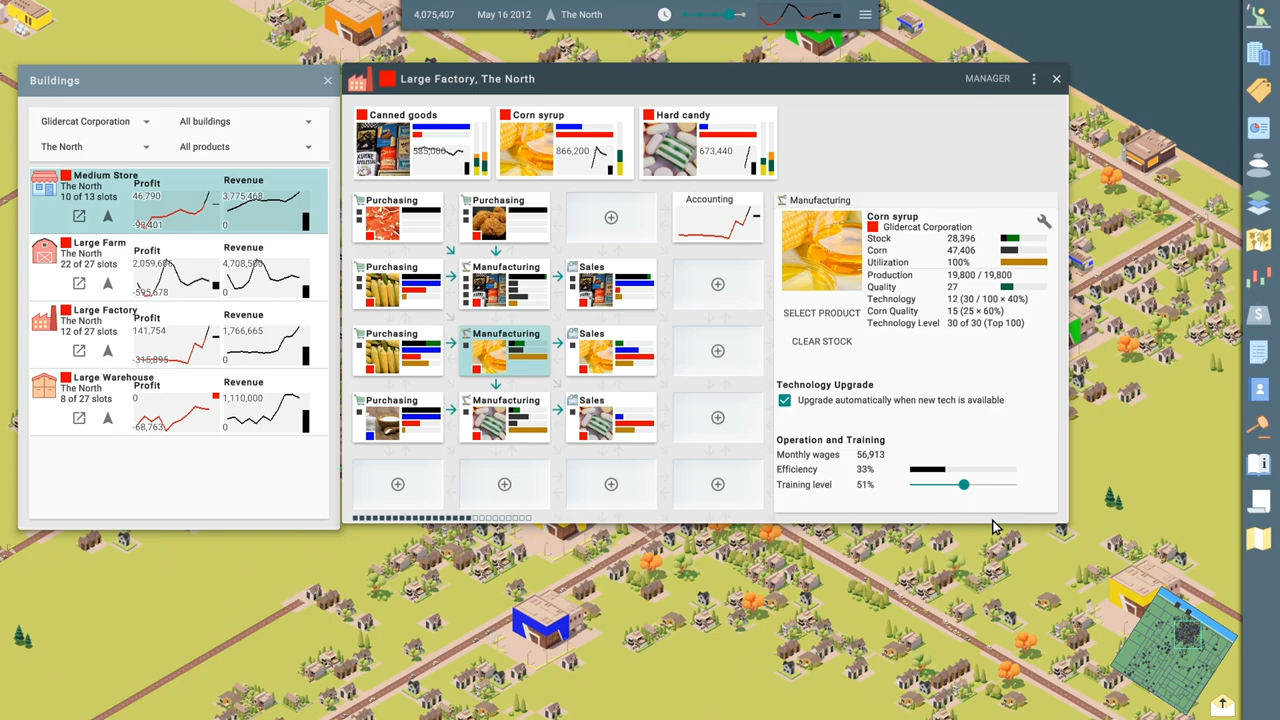 4,075,407 May 16 2012 The North
Buildings
Glidercat Corporation All buildings
The North All products
Medium Store
The North
10 of 13 slots
Profit
46,790
-93,401
Revenue
3,775,468
0
Large Farm
The North
22 of 27 slots
Profit
2,059,686
-595,678
Revenue
4,708,500
0
Large Factory
The North
12 of 27 slots
Profit
141,754
-315,895
Revenue
1,766,665
0
Large Warehouse
The North
8 of 27 slots
Profit
0
-68,763
Revenue
1,110,000
0
Large Factory, The North MANAGER
Canned goods
585,000
Corn syrup
866,200
Hard candy
673,440
Purchasing Purchasing Accounting
Purchasing Manufacturing Sales
Purchasing Manufacturing Sales
Purchasing Manufacturing Sales
Manufacturing
Corn syrup
Glidercat Corporation
Stock 28,396
Corn 47,406
Utilization 100%
Production 19,800 / 19,800
Quality 27
Technology 12 (30 / 100 × 40%)
Corn Quality 15 (25 × 60%)
Technology Level 30 of 30 (Top 100)
SELECT PRODUCT
CLEAR STOCK
Technology Upgrade
Upgrade automatically when new tech is available
Operation and Training
Monthly wages 56,913
Efficiency 33%
Training level 51%